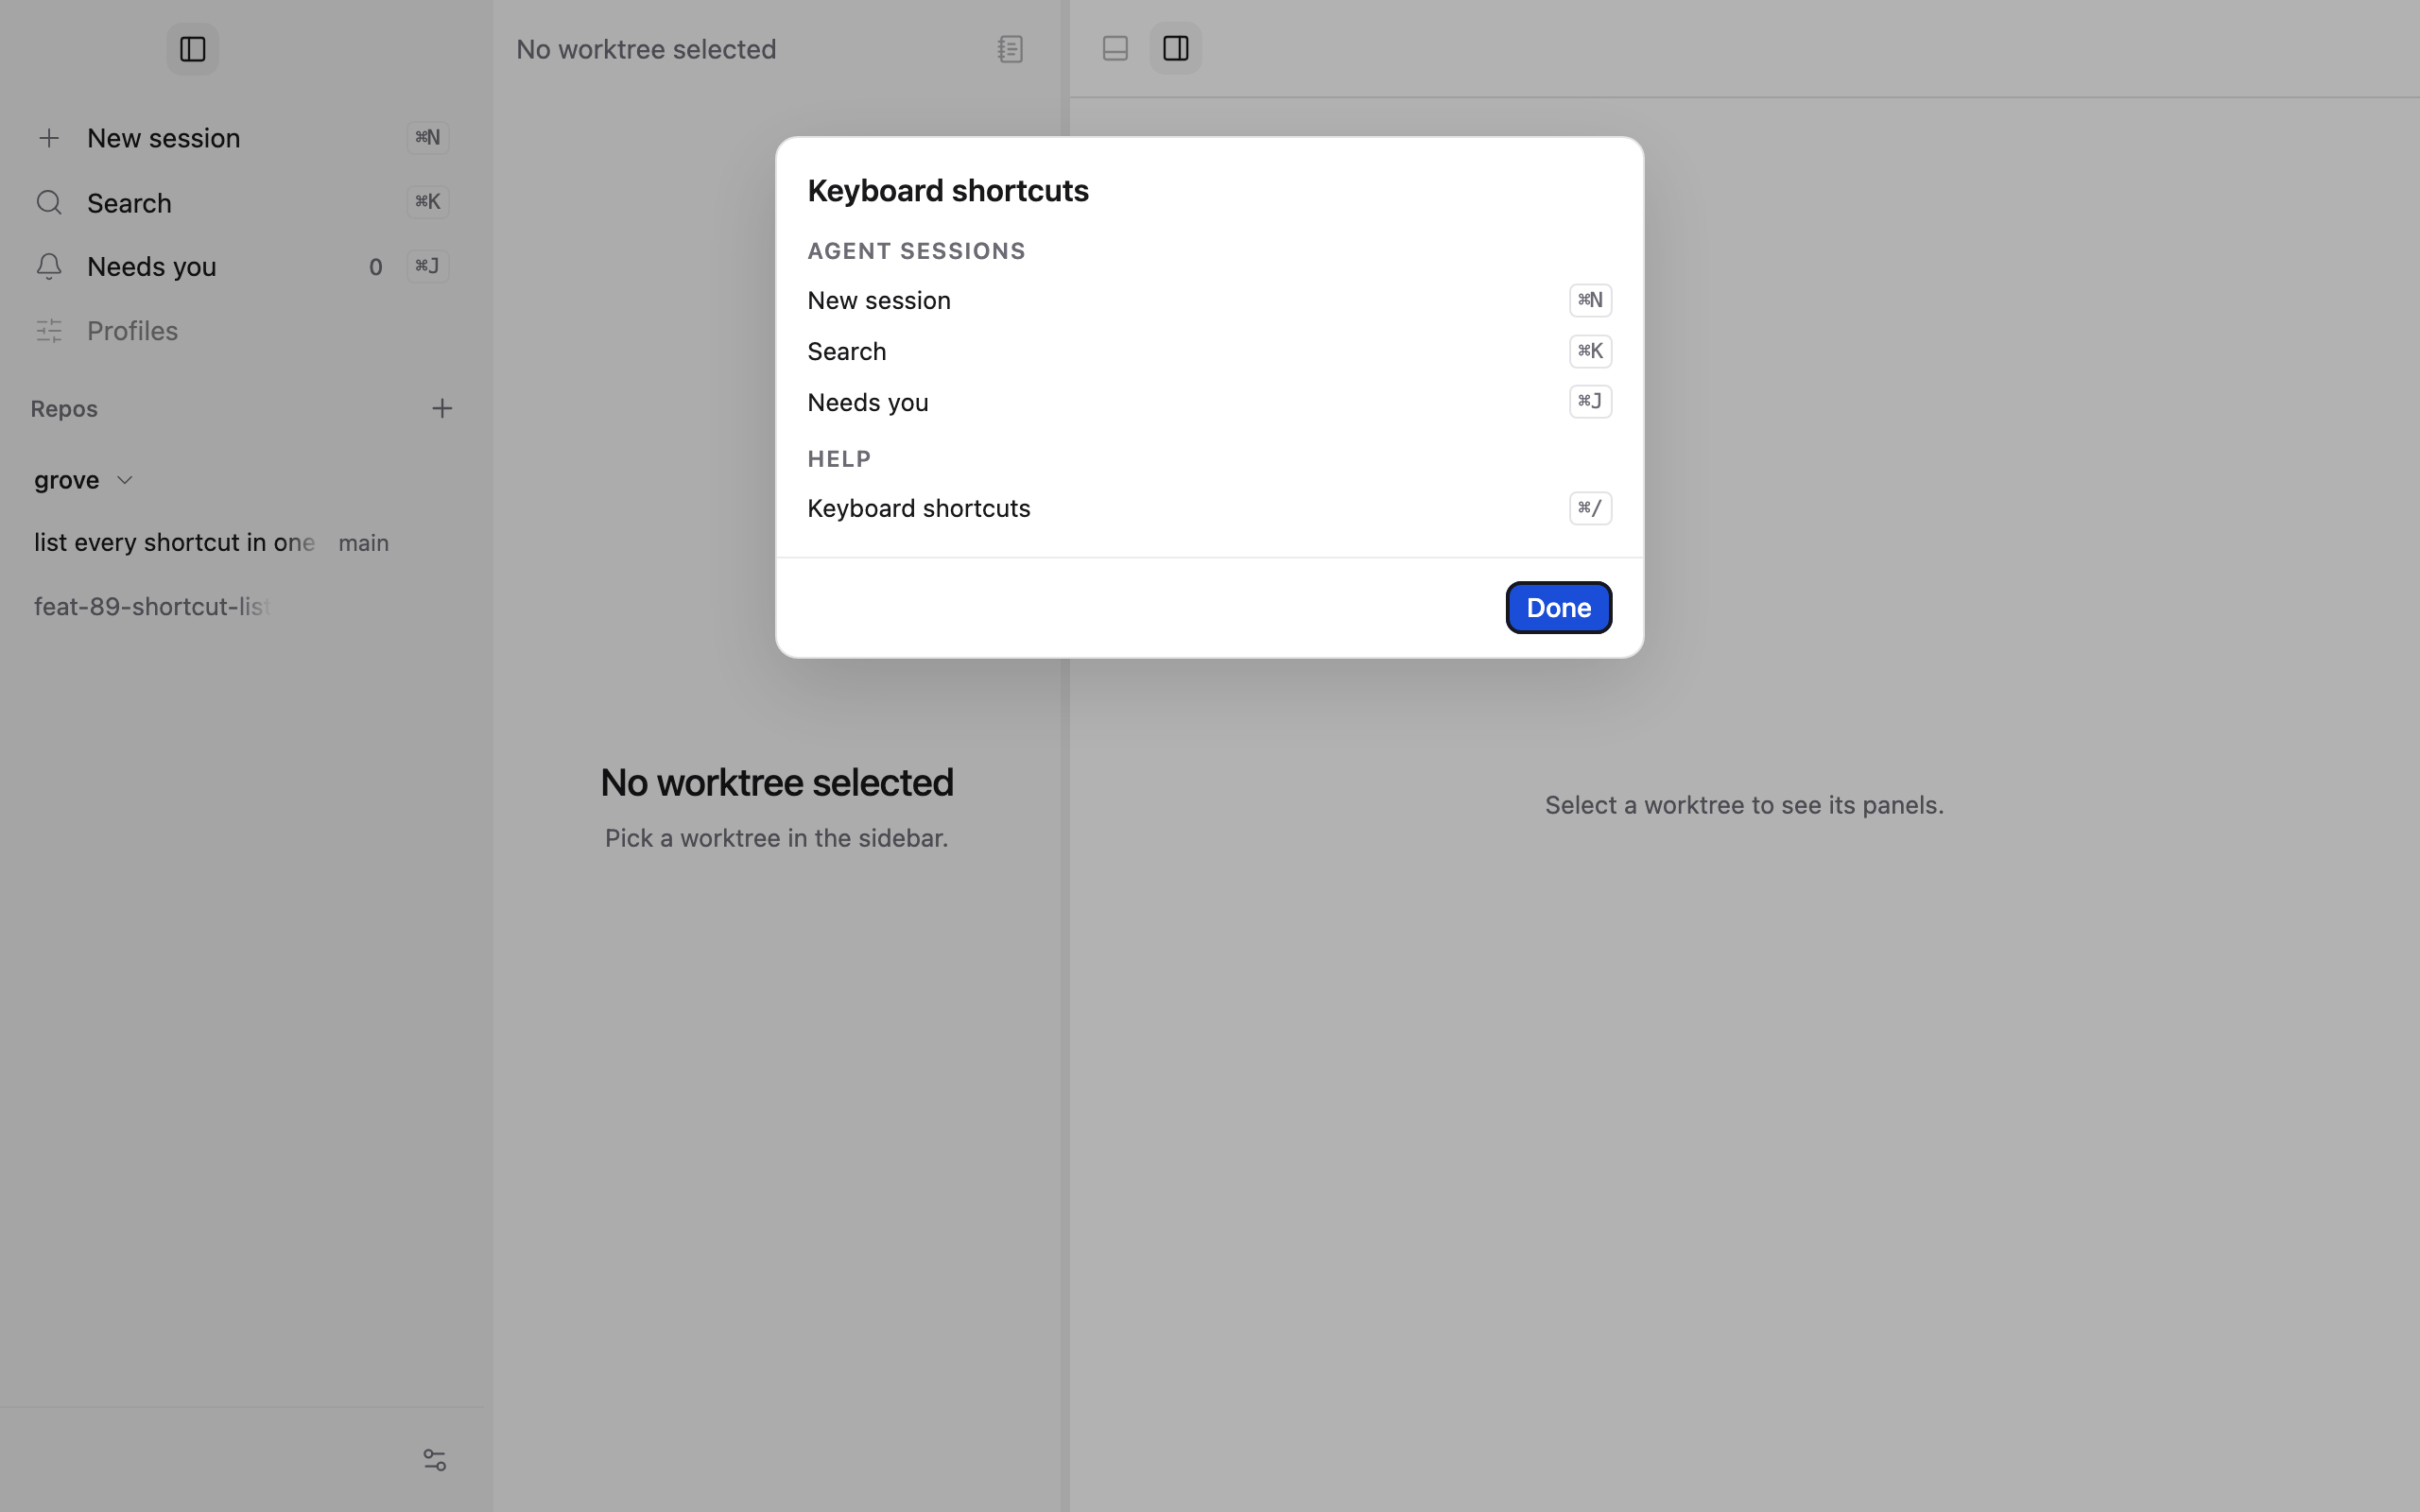 No worktree selected
New session ⌘N
Search ⌘K
Needs you 0 ⌘J
Profiles
Repos
grove
list every shortcut in one main
feat-89-shortcut-list
Keyboard shortcuts
AGENT SESSIONS
New session ⌘N
Search ⌘K
Needs you ⌘J
HELP
Keyboard shortcuts ⌘/
Done
No worktree selected
Pick a worktree in the sidebar.
Select a worktree to see its panels.